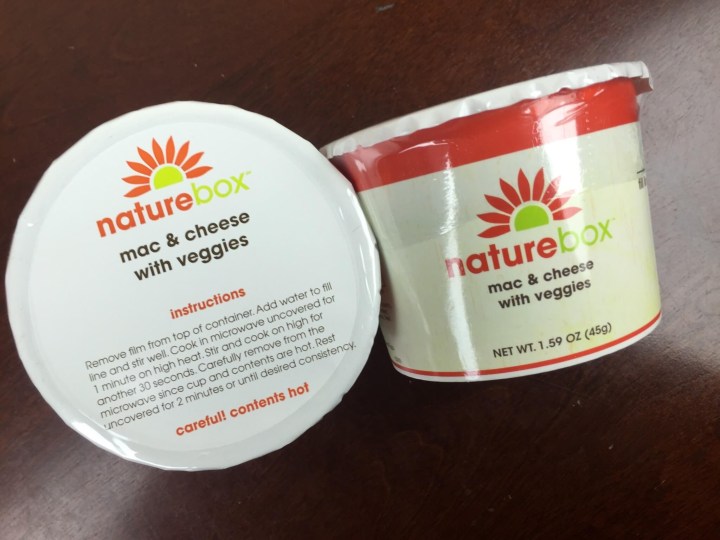 naturebox™
mac & cheese
with veggies
instructions
Remove film from top of container. Add water to fill
line and stir well. Cook in microwave uncovered for
1 minute on high heat. Stir and cook on high for
another 30 seconds. Carefully remove from the
microwave since cup and contents are hot. Rest
uncovered for 2 minutes or until desired consistency.
careful! contents hot
naturebox
mac & cheese
with veggies
NET WT. 1.59 OZ (45g)